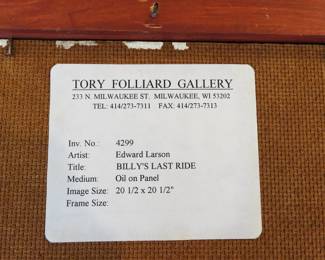 TORY FOLLIARD GALLERY
233 N. MILWAUKEE ST. MILWAUKEE, WI 53202
TEL: 414/273-7311 FAX: 414/273-7313
Inv. No.: 4299
Artist: Edward Larson
Title: BILLY'S LAST RIDE
Medium: Oil on Panel
Image Size: 20 1/2 x 20 1/2"
Frame Size: